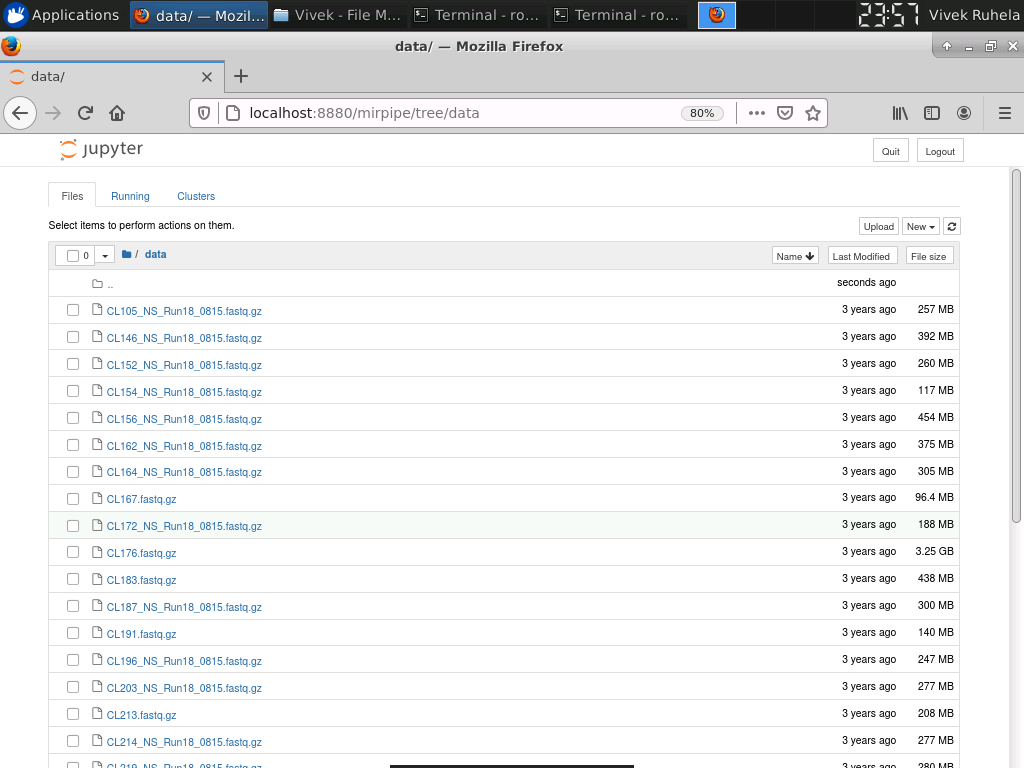 Applications data/ — Mozil... Vivek - File M... Terminal - ro... Terminal - ro... 23:57 Vivek Ruhela
data/ — Mozilla Firefox
data/
localhost:8880/mirpipe/tree/data 80%
jupyter Quit Logout
Files Running Clusters
Select items to perform actions on them. Upload New
0 / data Name Last Modified File size
.. seconds ago
CL105_NS_Run18_0815.fastq.gz 3 years ago 257 MB
CL146_NS_Run18_0815.fastq.gz 3 years ago 392 MB
CL152_NS_Run18_0815.fastq.gz 3 years ago 260 MB
CL154_NS_Run18_0815.fastq.gz 3 years ago 117 MB
CL156_NS_Run18_0815.fastq.gz 3 years ago 454 MB
CL162_NS_Run18_0815.fastq.gz 3 years ago 375 MB
CL164_NS_Run18_0815.fastq.gz 3 years ago 305 MB
CL167.fastq.gz 3 years ago 96.4 MB
CL172_NS_Run18_0815.fastq.gz 3 years ago 188 MB
CL176.fastq.gz 3 years ago 3.25 GB
CL183.fastq.gz 3 years ago 438 MB
CL187_NS_Run18_0815.fastq.gz 3 years ago 300 MB
CL191.fastq.gz 3 years ago 140 MB
CL196_NS_Run18_0815.fastq.gz 3 years ago 247 MB
CL203_NS_Run18_0815.fastq.gz 3 years ago 277 MB
CL213.fastq.gz 3 years ago 208 MB
CL214_NS_Run18_0815.fastq.gz 3 years ago 277 MB
CL219_NS_Run18_0815.fastq.gz 3 years ago 280 MB